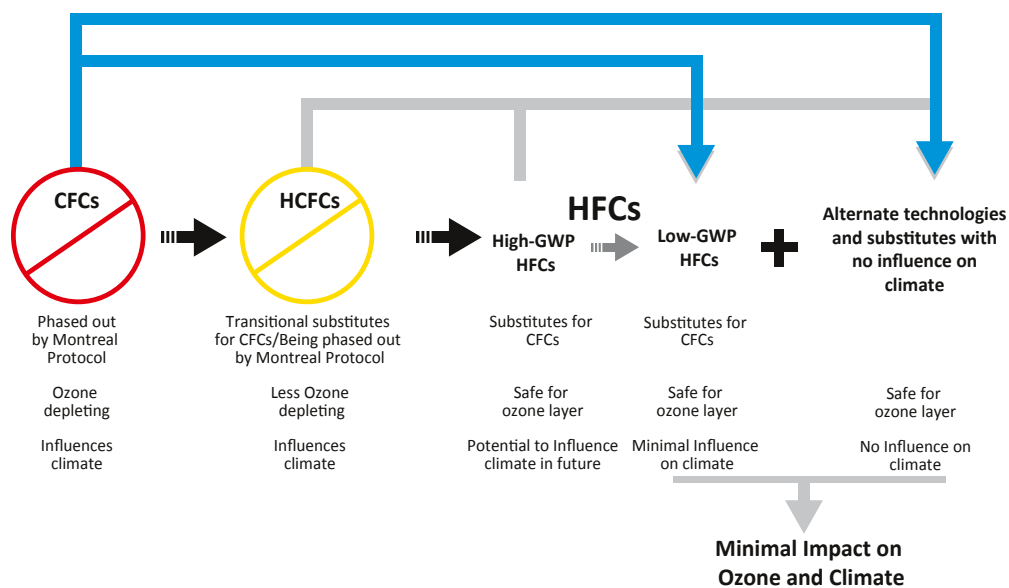 CFCs
HCFCs
HFCs
High-GWP
HFCs
Low-GWP
HFCs
Alternate technologies
and substitutes with
no influence on
climate
Phased out
by Montreal
Protocol
Transitional substitutes
for CFCs/Being phased out
by Montreal Protocol
Substitutes for
CFCs
Substitutes for
CFCs
Ozone
depleting
Less Ozone
depleting
Safe for
ozone layer
Safe for
ozone layer
Safe for
ozone layer
Influences
climate
Influences
climate
Potential to Influence
climate in future
Minimal Influence
on climate
No Influence on
climate
Minimal Impact on
Ozone and Climate